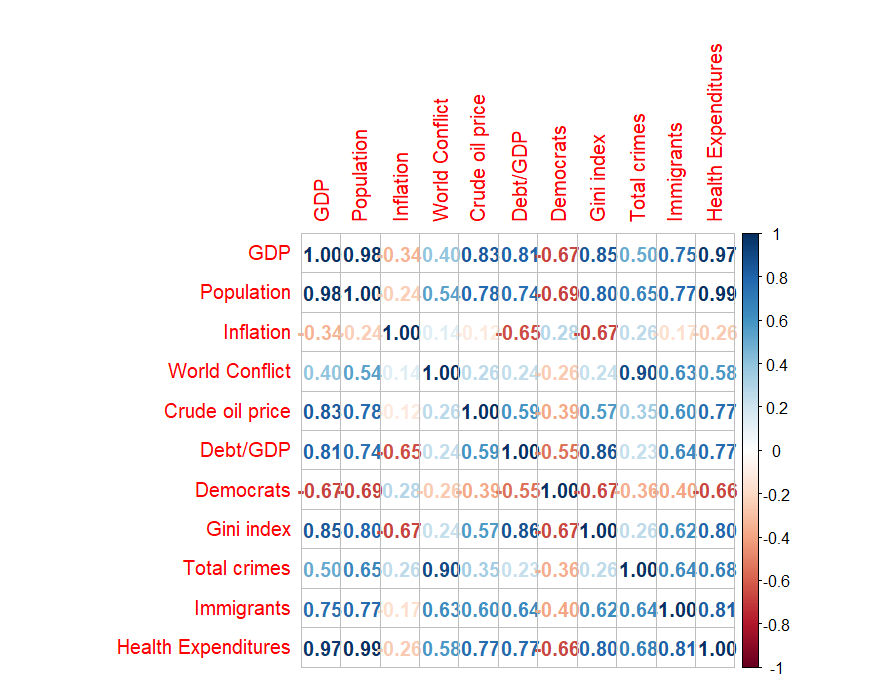 GDP
Population
Inflation
World Conflict
Crude oil price
Debt/GDP
Democrats
Gini index
Total crimes
Immigrants
Health Expenditures
GDP 1.00 0.98 -0.34 0.40 0.83 0.81 -0.67 0.85 0.50 0.75 0.97
Population 0.98 1.00 -0.24 0.54 0.78 0.74 -0.69 0.80 0.65 0.77 0.99
Inflation -0.34 -0.24 1.00 0.14 -0.12 -0.65 0.28 -0.67 0.26 -0.17 -0.26
World Conflict 0.40 0.54 0.14 1.00 0.26 0.24 -0.26 0.24 0.90 0.63 0.58
Crude oil price 0.83 0.78 -0.12 0.26 1.00 0.59 -0.39 0.57 0.35 0.60 0.77
Debt/GDP 0.81 0.74 -0.65 0.24 0.59 1.00 -0.55 0.86 0.23 0.64 0.77
Democrats -0.67 -0.69 0.28 -0.26 -0.39 -0.55 1.00 -0.67 -0.36 -0.40 -0.66
Gini index 0.85 0.80 -0.67 0.24 0.57 0.86 -0.67 1.00 0.26 0.62 0.80
Total crimes 0.50 0.65 0.26 0.90 0.35 0.23 -0.36 0.26 1.00 0.64 0.68
Immigrants 0.75 0.77 -0.17 0.63 0.60 0.64 -0.40 0.62 0.64 1.00 0.81
Health Expenditures 0.97 0.99 -0.26 0.58 0.77 0.77 -0.66 0.80 0.68 0.81 1.00
1
0.8
0.6
0.4
0.2
0
-0.2
-0.4
-0.6
-0.8
-1